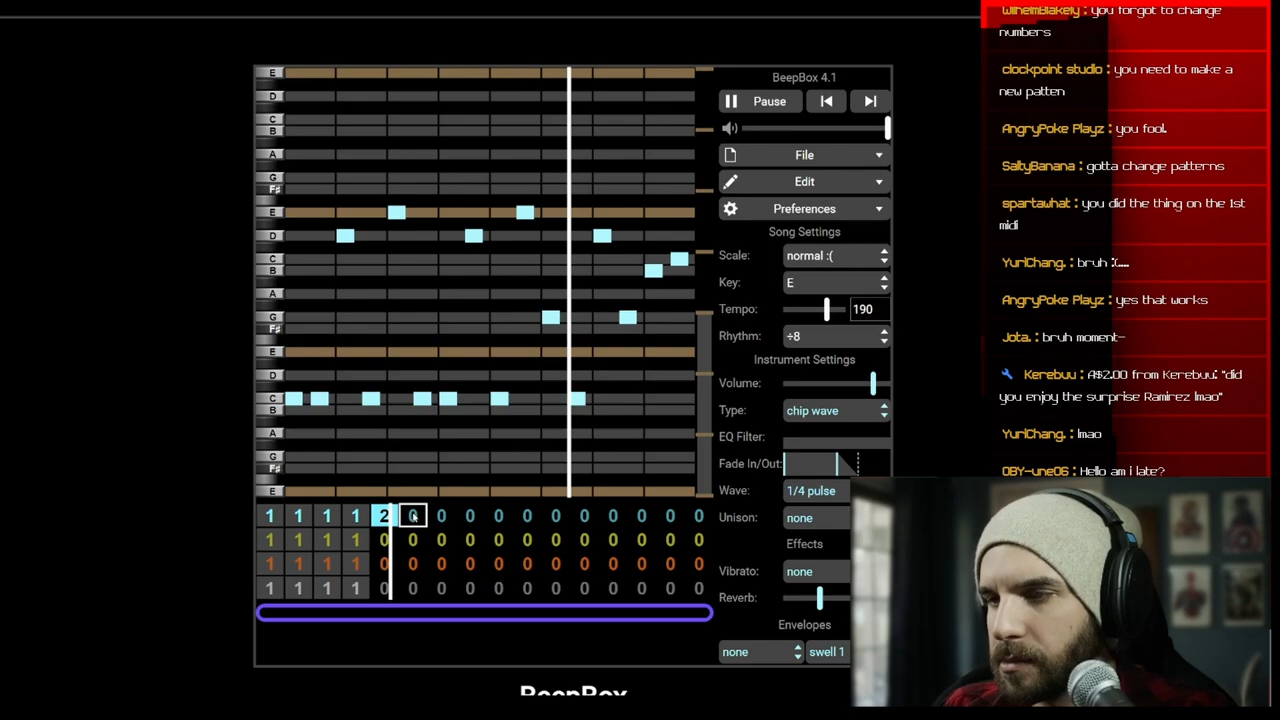 WilhelmBlakely : you forgot to change
numbers
clockpoint studio : you need to make a
new patten
AngryPoke Playz : you fool.
SaltyBanana : gotta change patterns
spartawhat : you did the thing on the 1st
midi
YuriChang. : bruh :(....
AngryPoke Playz : yes that works
Jota. : bruh moment-
Kerebuu : A$2.00 from Kerebuu: "did
you enjoy the surprise Ramirez lmao"
YuriChang. : lmao
OBY-une06 : Hello am i late?
E
D
C
B
A
G
F♯
E
D
C
B
A
G
F♯
E
D
C
B
A
G
F♯
E
BeepBox 4.1
Pause
File
Edit
Preferences
Song Settings
Scale: normal :(
Key: E
Tempo: 190
Rhythm: ÷8
Instrument Settings
Volume:
Type: chip wave
EQ Filter:
Fade In/Out:
Wave: 1/4 pulse
Unison: none
Effects
Vibrato: none
Reverb:
Envelopes
none swell 1
1 1 1 1 2 0 0 0 0 0 0 0 0 0 0 0
1 1 1 1 0 0 0 0 0 0 0 0 0 0 0 0
1 1 1 1 0 0 0 0 0 0 0 0 0 0 0 0
1 1 1 1 0 0 0 0 0 0 0 0 0 0 0 0
BeepBox